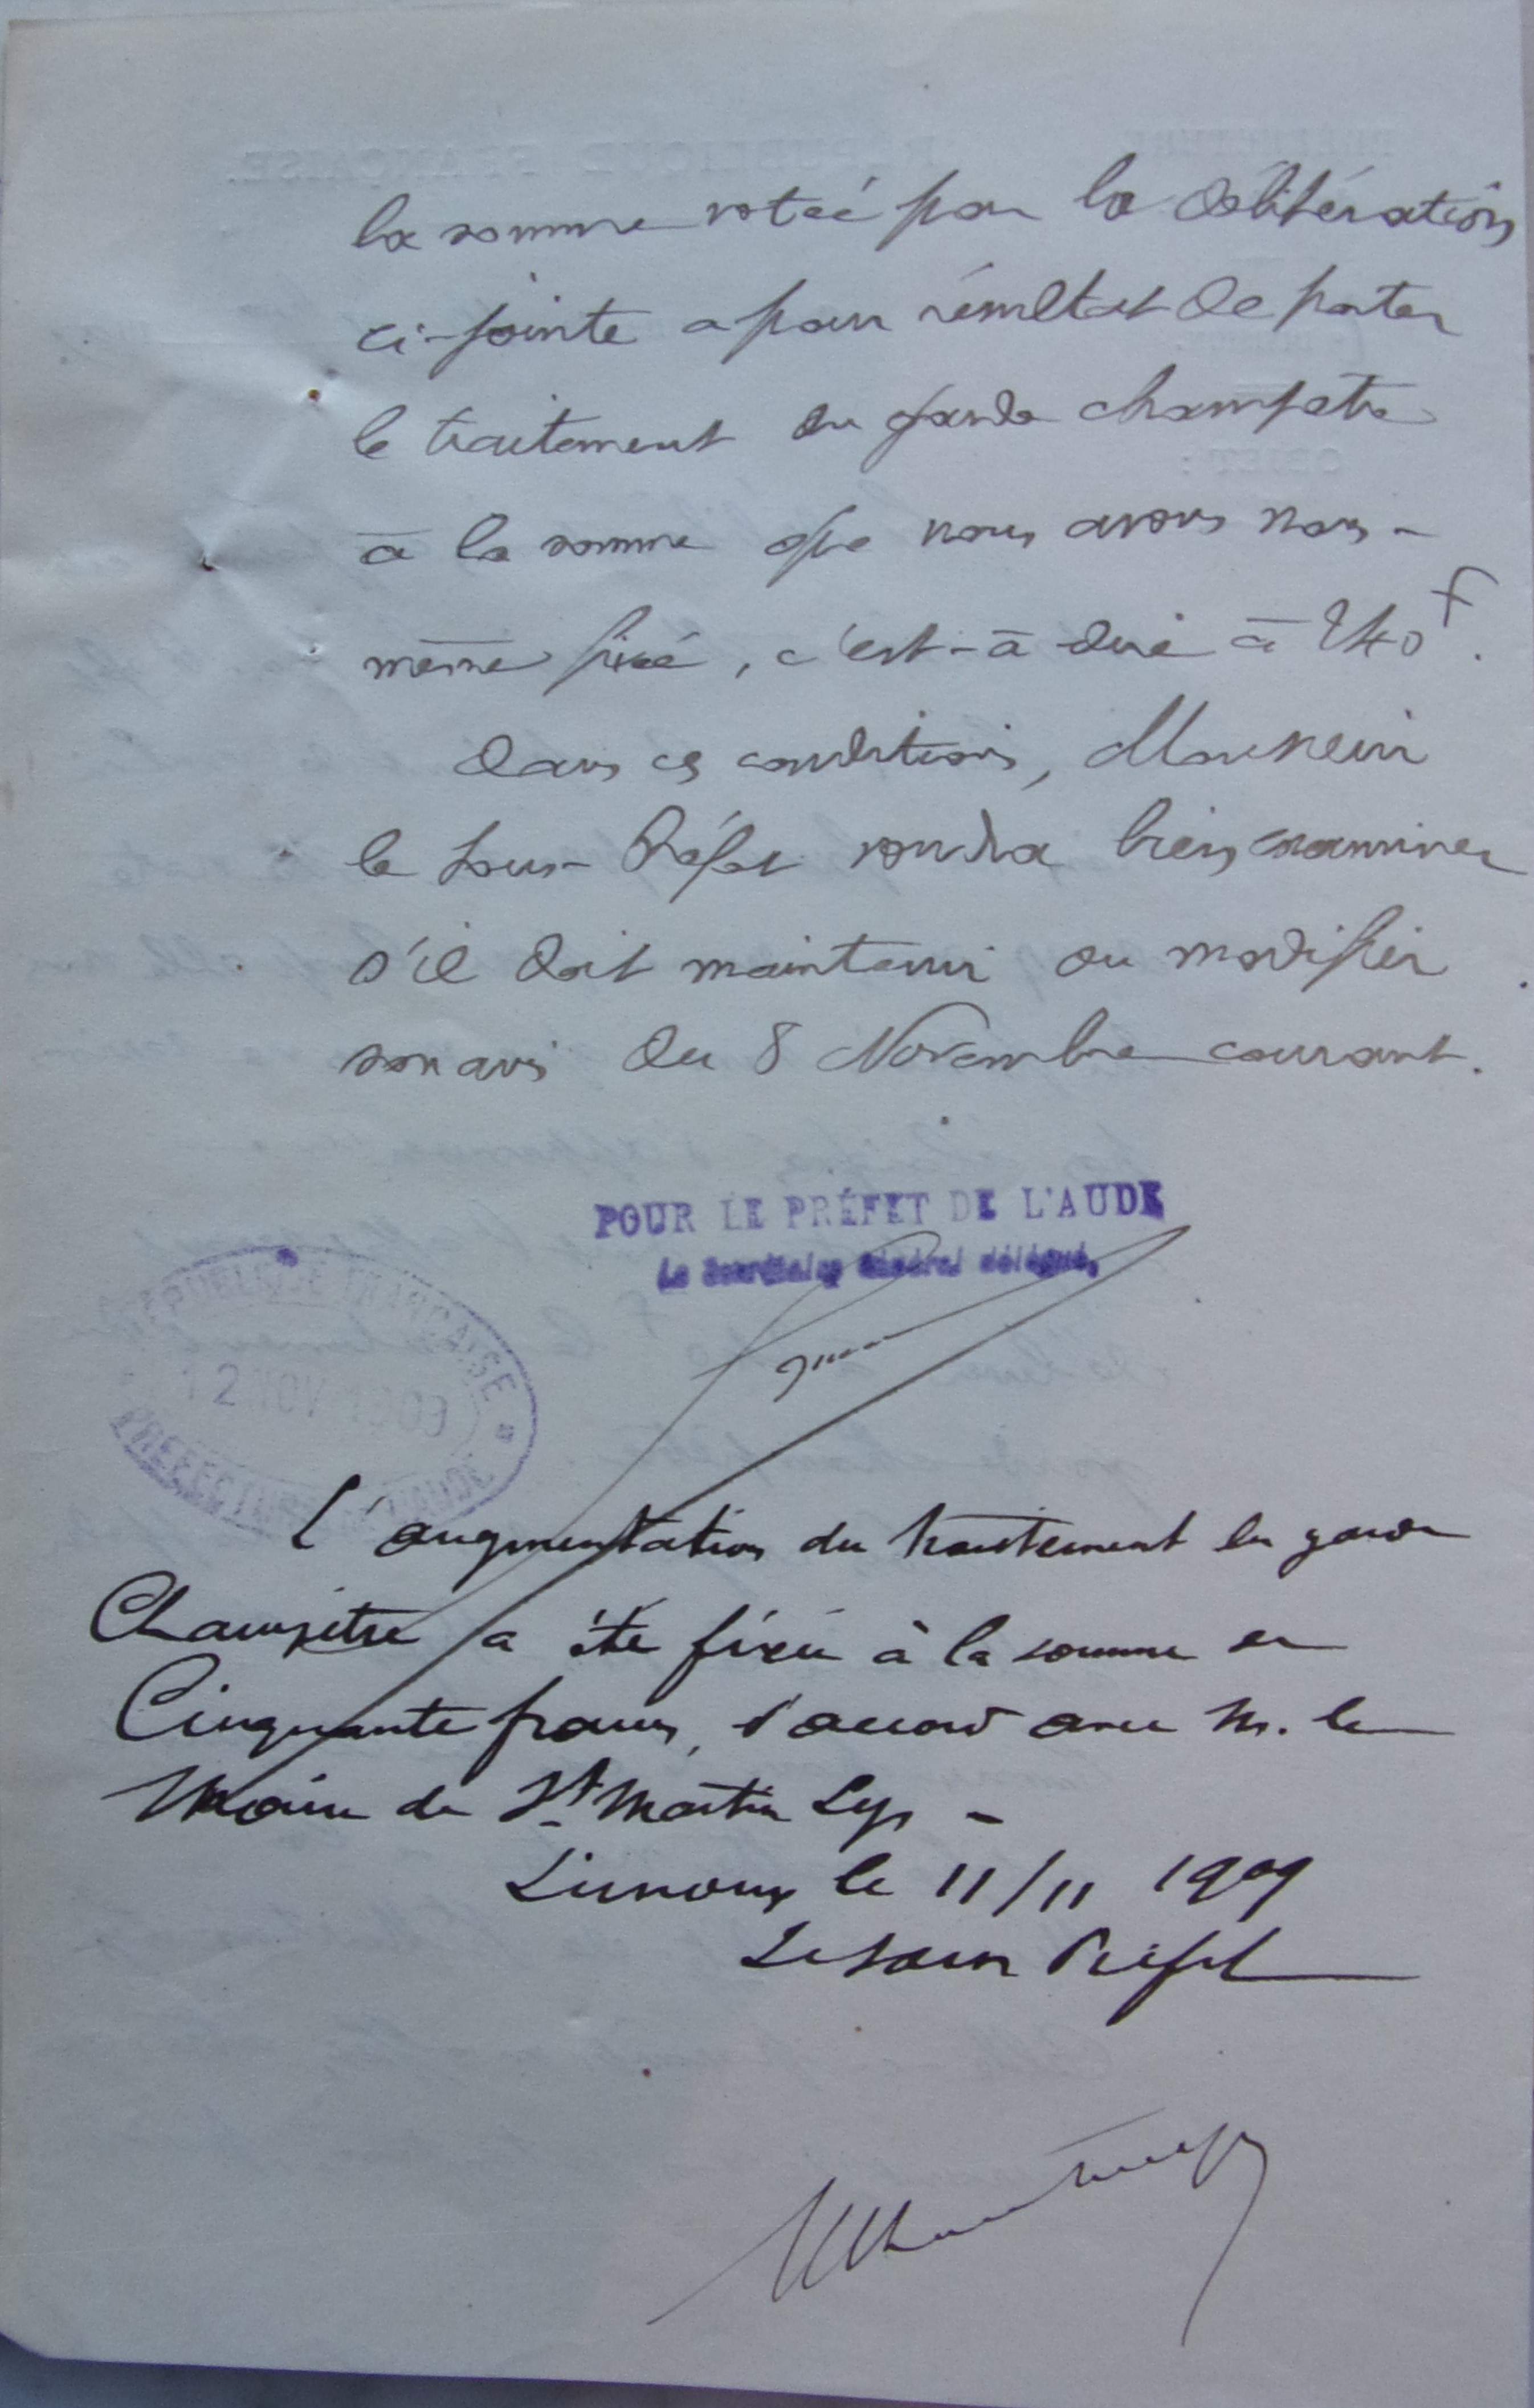 la somme votée par la délibération
ci-jointe a pour résultat de porter
le traitement du garde champêtre
à la somme que nous avons nous-
même fixé, c'est-à-dire à 240 F.
Dans ces conditions, Monsieur
le Sous-Préfet voudra bien examiner
s'il doit maintenir ou modifier
son avis du 8 Novembre courant.
POUR LE PRÉFET DE L'AUDE
Le Secrétaire Général délégué,
RÉPUBLIQUE FRANÇAISE
12 NOV 1909
PREFECTURE AUDE
L'augmentation du traitement du garde
Champêtre a été fixée à la somme de
Cinquante francs, d'accord avec M. le
Maire de St Martin Lys -
Limoux le 11/11 1909
Le Sous Préfet